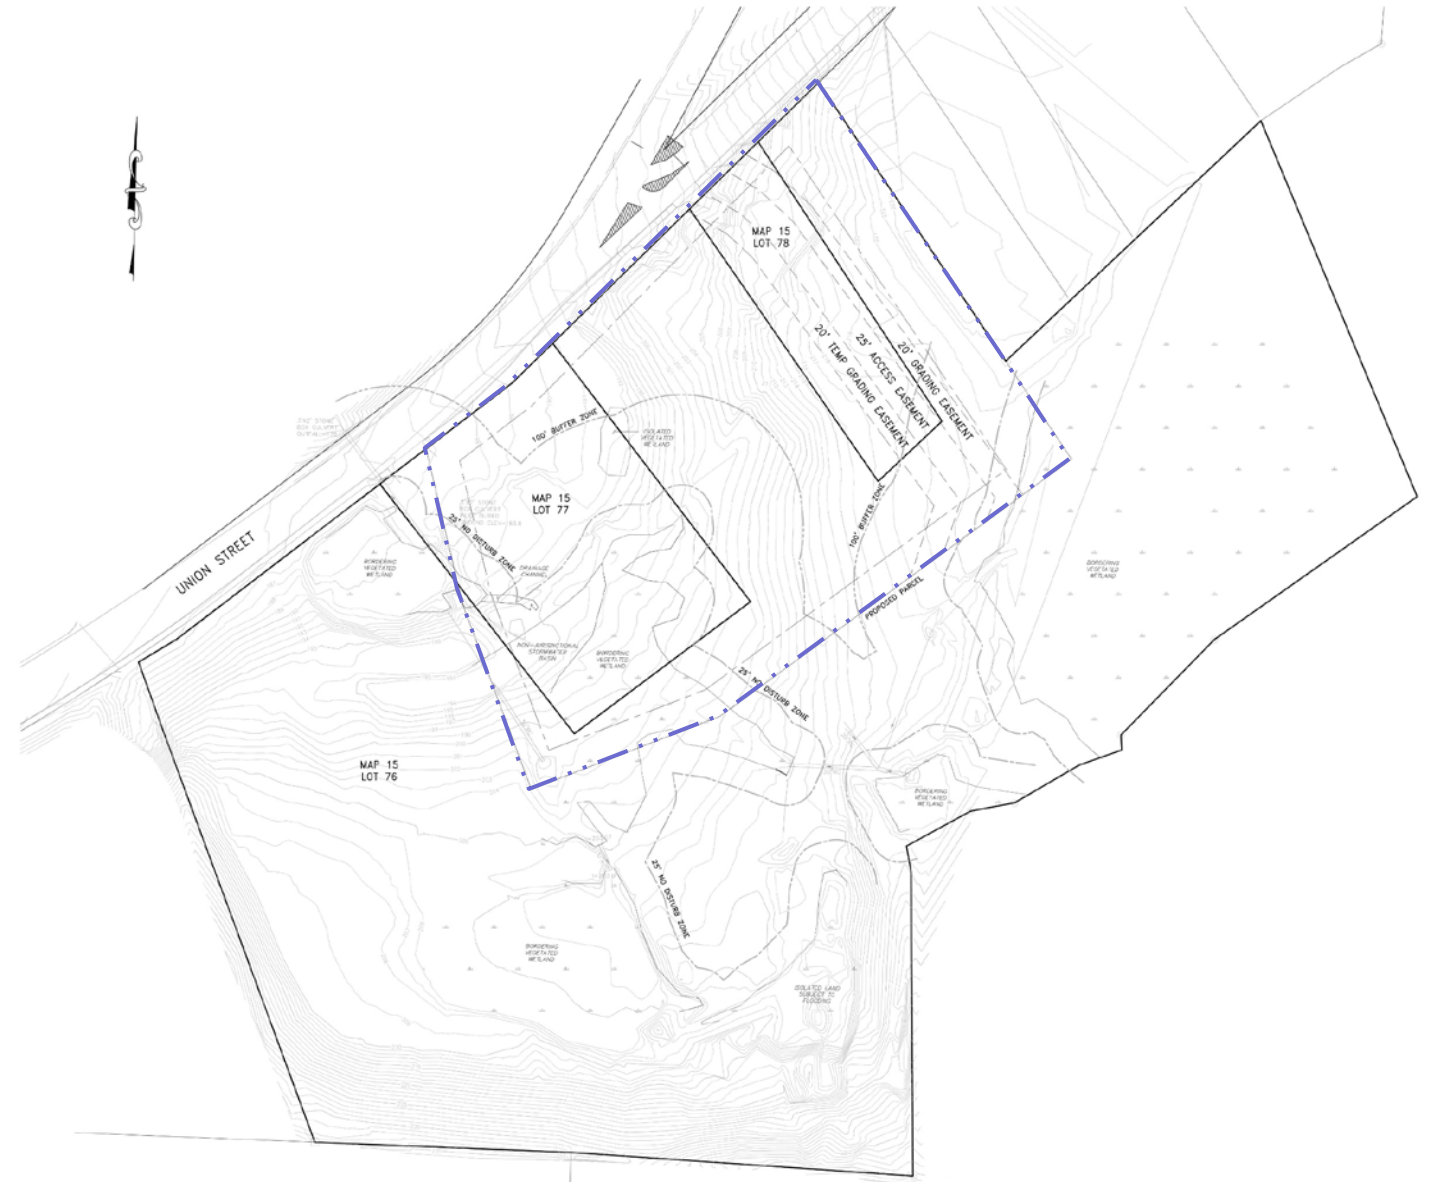 MAP 15
LOT 78
20' GRADING EASEMENT
25' ACCESS EASEMENT
20' TEMP GRADING EASEMENT
100' BUFFER ZONE
ISOLATED
VEGETATED
WETLAND
MAP 15
LOT 77
25' NO DISTURB ZONE
100' BUFFER ZONE
UNION STREET
BORDERING
VEGETATED
WETLAND
DRAINAGE
CHANNEL
BORDERING
VEGETATED
WETLAND
PROPOSED PARCEL
NON-JURISDICTIONAL
STORMWATER
BASIN
BORDERING
VEGETATED
WETLAND
25' NO DISTURB ZONE
MAP 15
LOT 76
BORDERING
VEGETATED
WETLAND
25' NO DISTURB ZONE
BORDERING
VEGETATED
WETLAND
ISOLATED LAND
SUBJECT TO
FLOODING